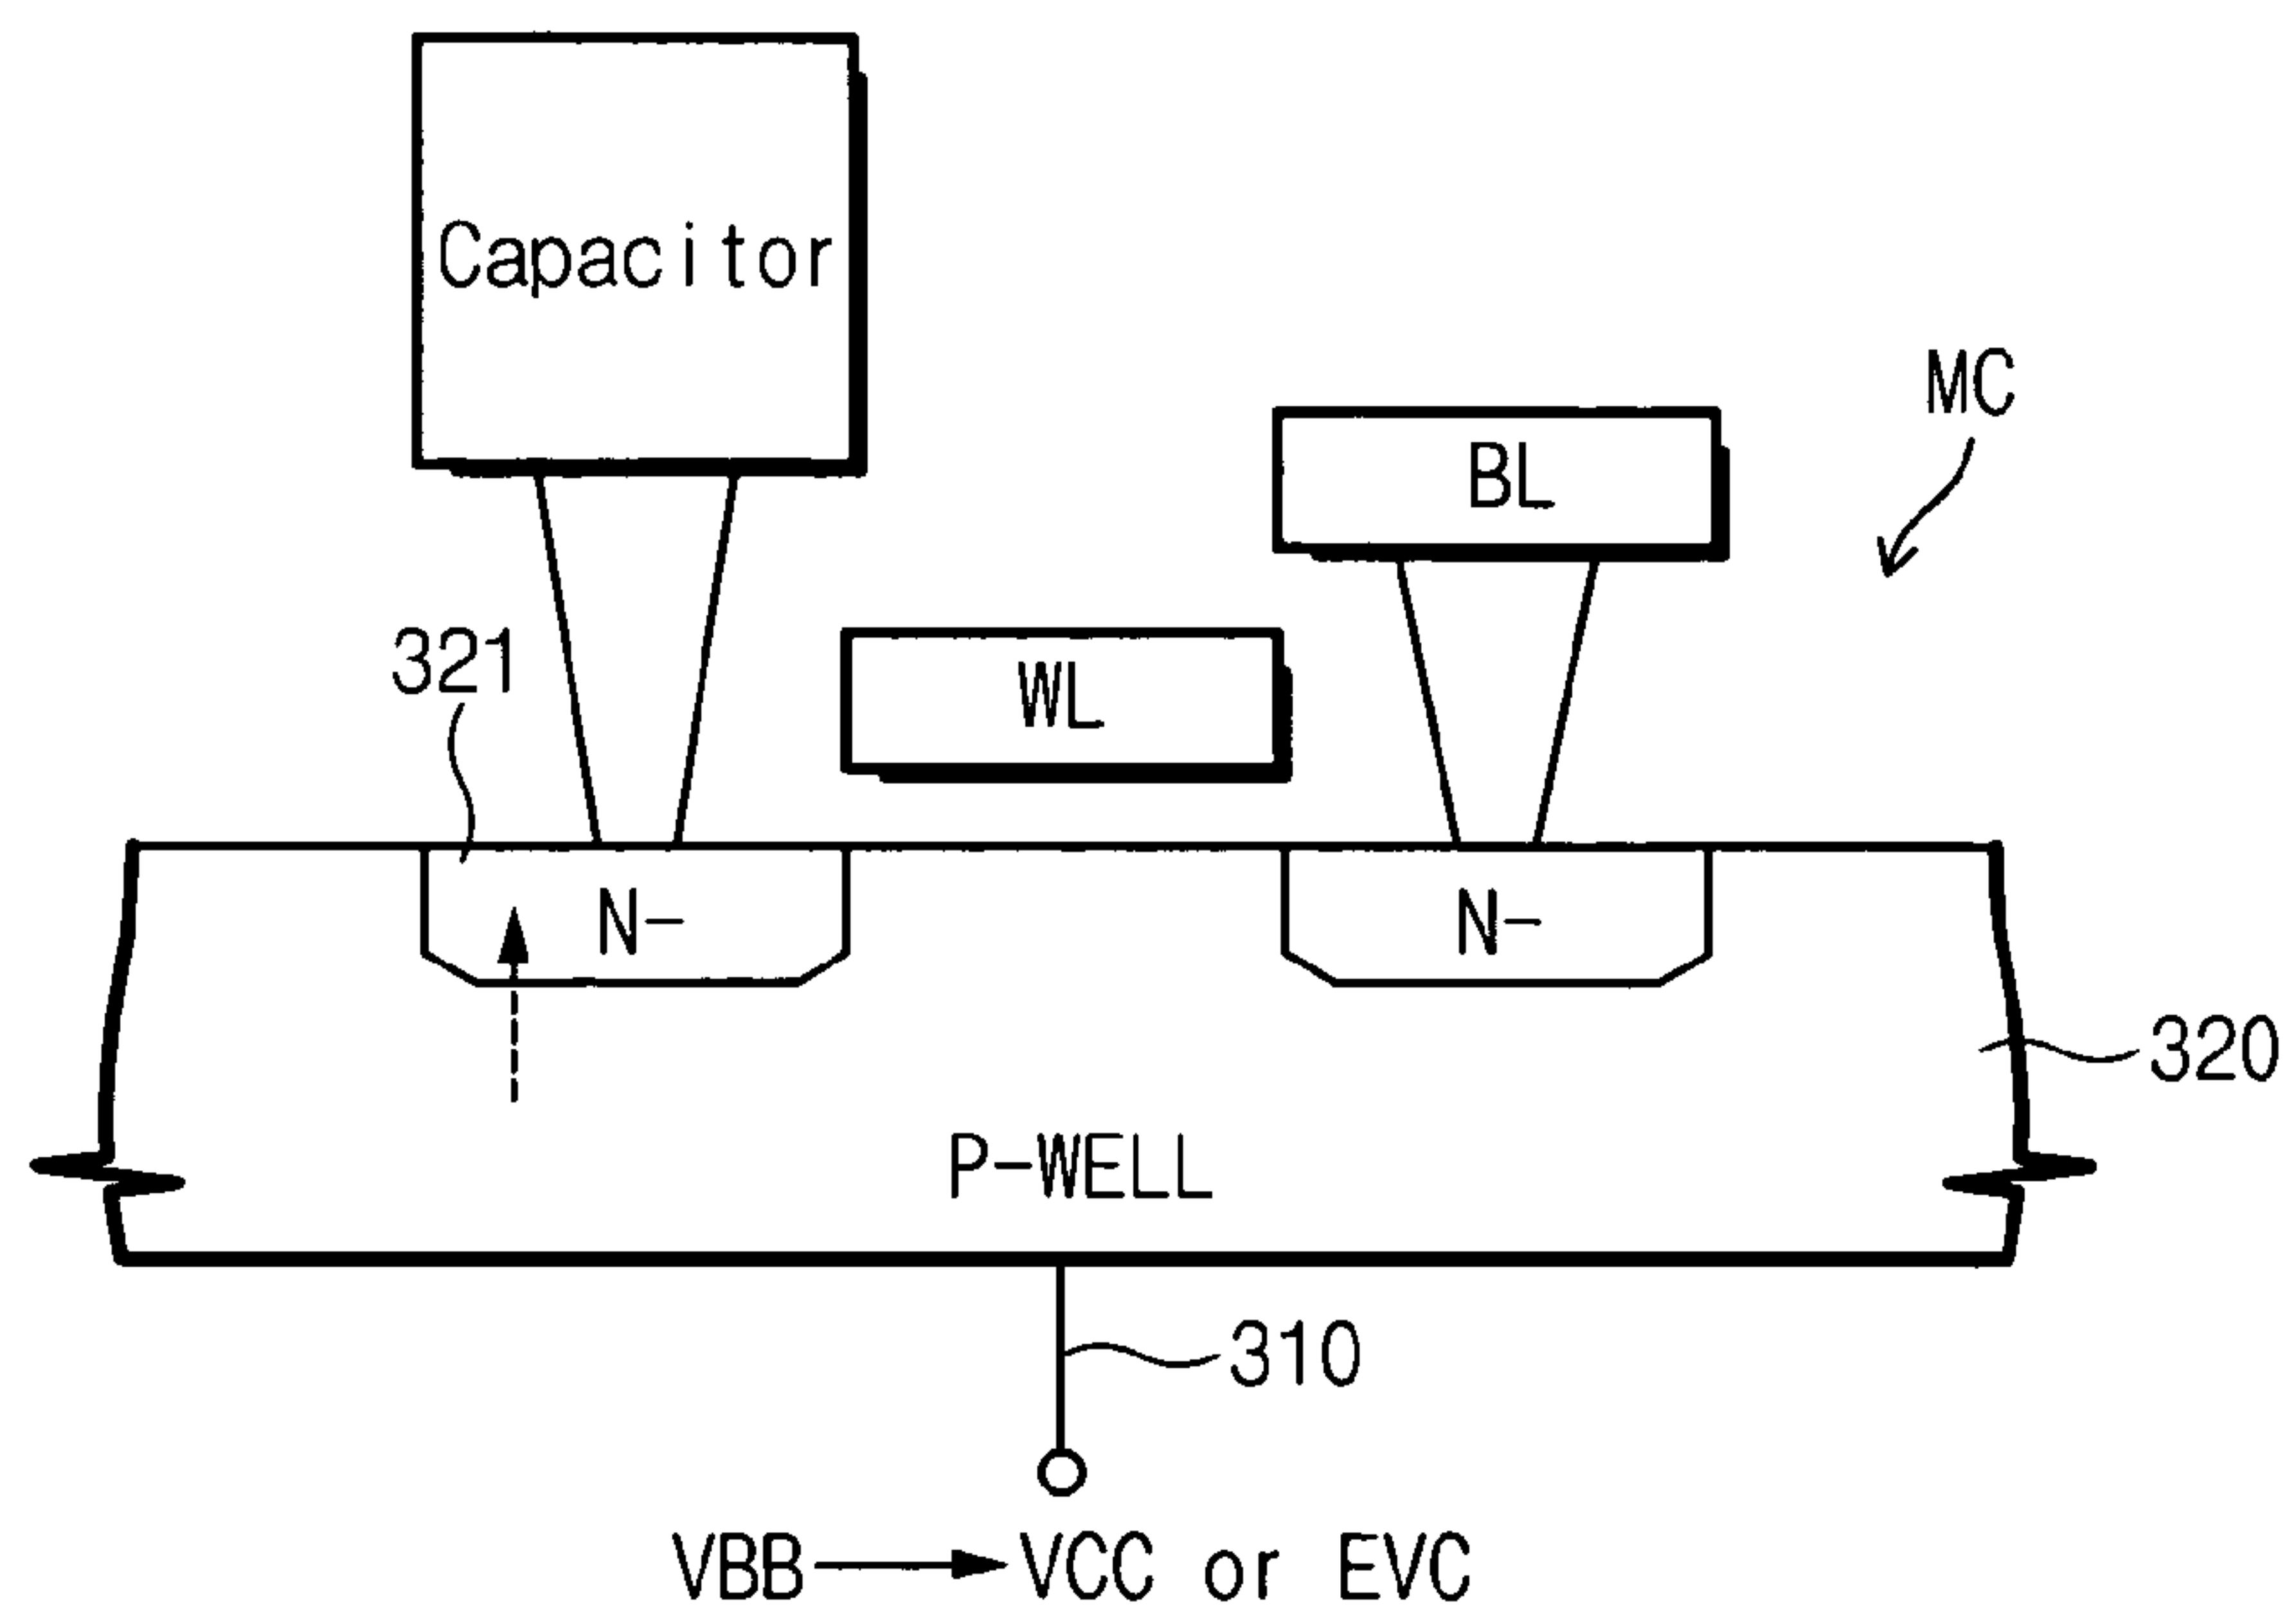 Capacitor
MC
BL
321
WL
N-
N-
320
P-WELL
310
VBB VCC or EVC